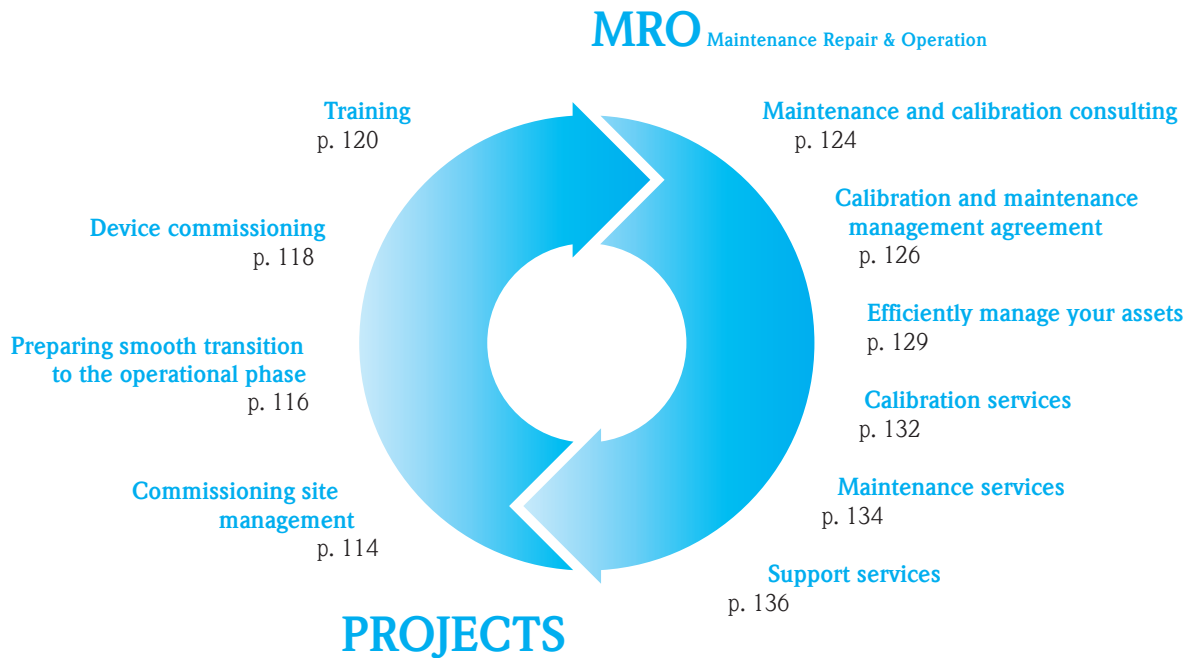 MRO Maintenance Repair & Operation
Training
p. 120
Device commissioning
p. 118
Preparing smooth transition
to the operational phase
p. 116
Commissioning site
management
p. 114
PROJECTS
Maintenance and calibration consulting
p. 124
Calibration and maintenance
management agreement
p. 126
Efficiently manage your assets
p. 129
Calibration services
p. 132
Maintenance services
p. 134
Support services
p. 136